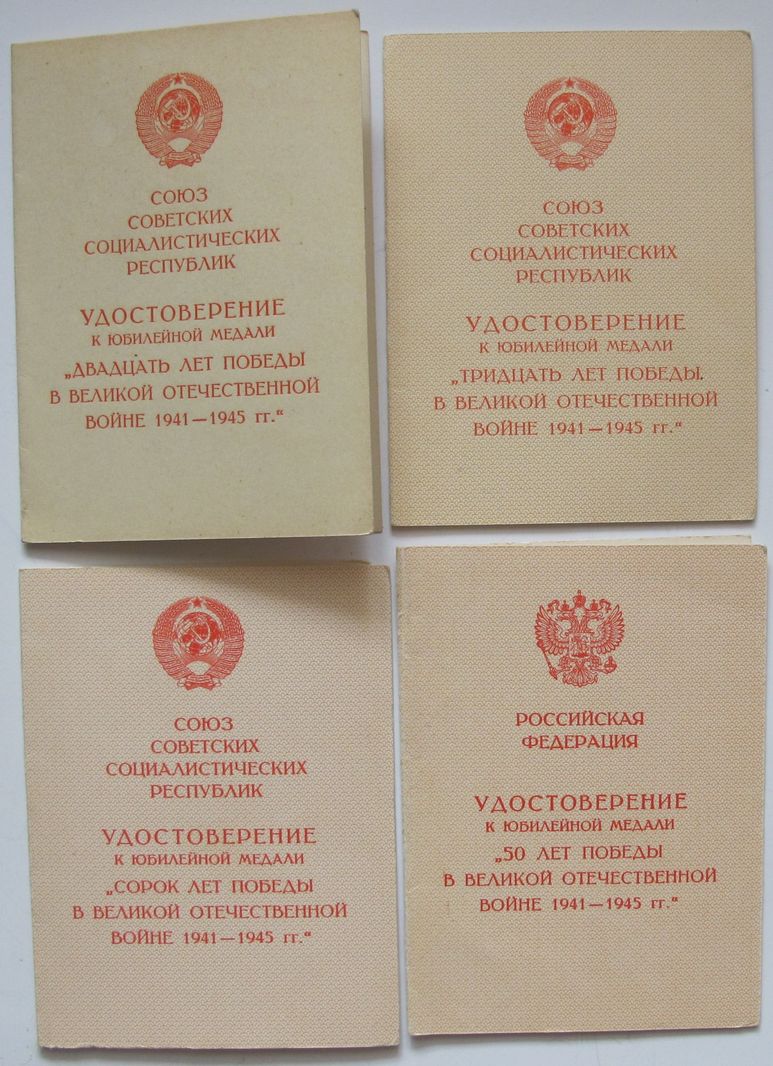 СОЮЗ
СОВЕТСКИХ
СОЦИАЛИСТИЧЕСКИХ
РЕСПУБЛИК
УДОСТОВЕРЕНИЕ
К ЮБИЛЕЙНОЙ МЕДАЛИ
„ДВАДЦАТЬ ЛЕТ ПОБЕДЫ
В ВЕЛИКОЙ ОТЕЧЕСТВЕННОЙ
ВОЙНЕ 1941—1945 гг.“
СОЮЗ
СОВЕТСКИХ
СОЦИАЛИСТИЧЕСКИХ
РЕСПУБЛИК
УДОСТОВЕРЕНИЕ
К ЮБИЛЕЙНОЙ МЕДАЛИ
„ТРИДЦАТЬ ЛЕТ ПОБЕДЫ.
В ВЕЛИКОЙ ОТЕЧЕСТВЕННОЙ
ВОЙНЕ 1941—1945 гг.“
СОЮЗ
СОВЕТСКИХ
СОЦИАЛИСТИЧЕСКИХ
РЕСПУБЛИК
УДОСТОВЕРЕНИЕ
К ЮБИЛЕЙНОЙ МЕДАЛИ
„СОРОК ЛЕТ ПОБЕДЫ
В ВЕЛИКОЙ ОТЕЧЕСТВЕННОЙ
ВОЙНЕ 1941—1945 гг.“
РОССИЙСКАЯ
ФЕДЕРАЦИЯ
УДОСТОВЕРЕНИЕ
К ЮБИЛЕЙНОЙ МЕДАЛИ
„50 ЛЕТ ПОБЕДЫ
В ВЕЛИКОЙ ОТЕЧЕСТВЕННОЙ
ВОЙНЕ 1941—1945 гг.“